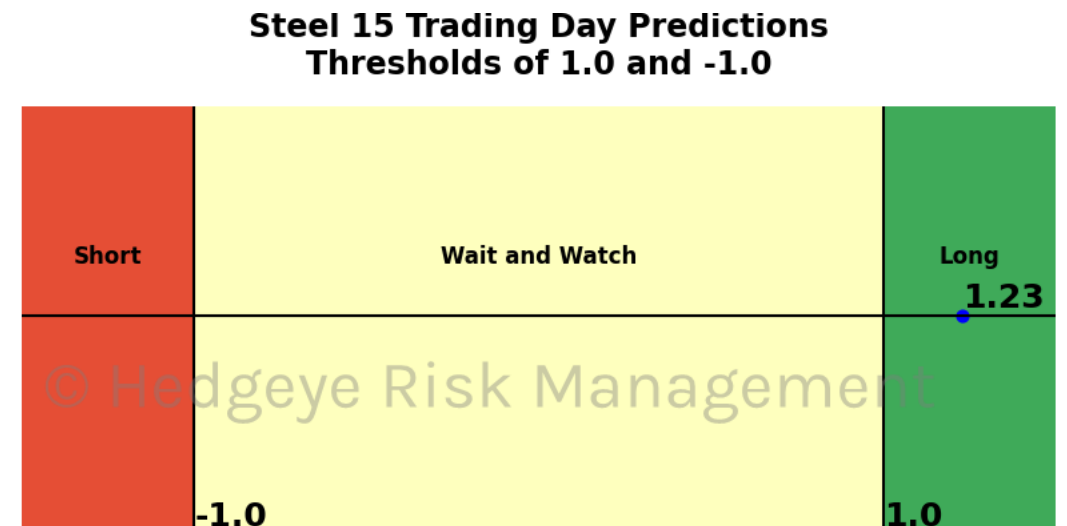 Steel 15 Trading Day Predictions
Thresholds of 1.0 and -1.0
Short
Wait and Watch
Long
1.23
© Hedgeye Risk Management
-1.0
1.0